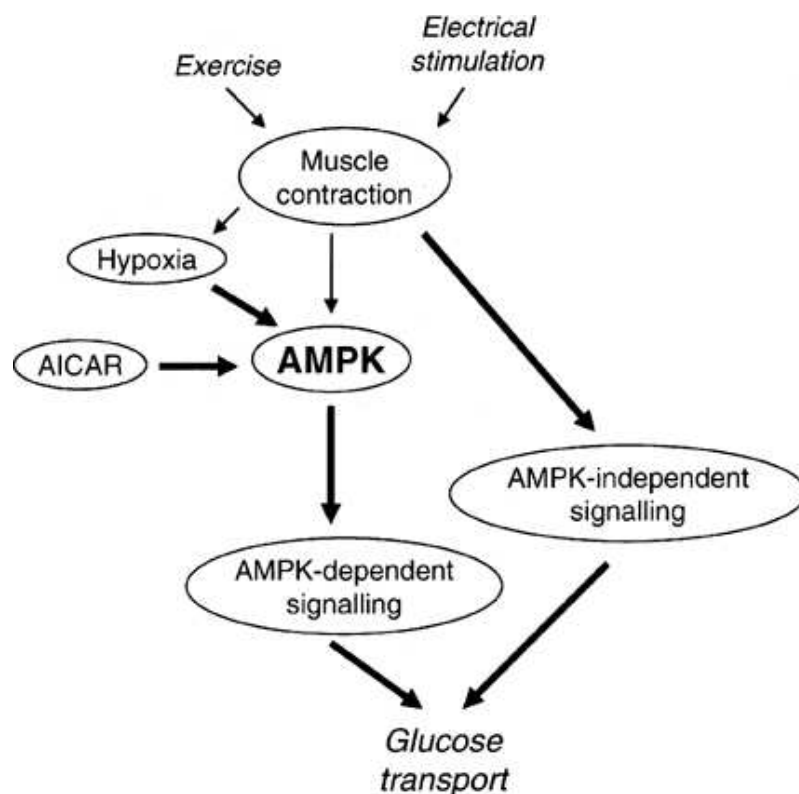 Exercise
Electrical
stimulation
Muscle
contraction
Hypoxia
AICAR
AMPK
AMPK-independent
signalling
AMPK-dependent
signalling
Glucose
transport